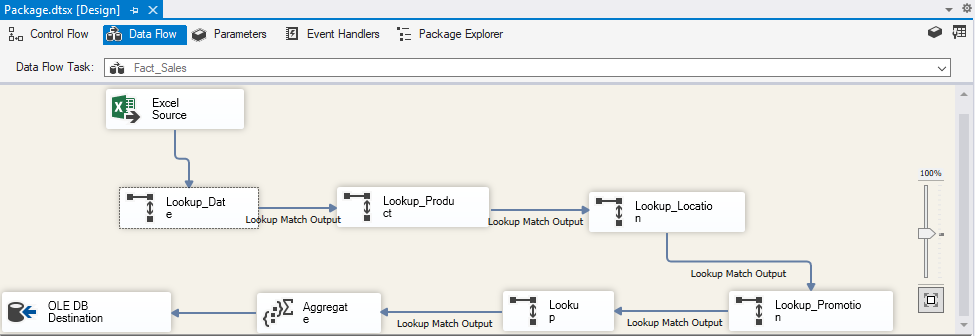 Package.dtsx [Design]
Control Flow
Data Flow
Parameters
Event Handlers
Package Explorer
Data Flow Task:
Fact_Sales
Excel
Source
100%
Lookup_Dat
e
Lookup Match Output
Lookup_Produ
ct
Lookup Match Output
Lookup_Locatio
n
Lookup Match Output
OLE DB
Destination
Aggregat
e
Lookup Match Output
Looku
p
Lookup Match Output
Lookup_Promotio
n